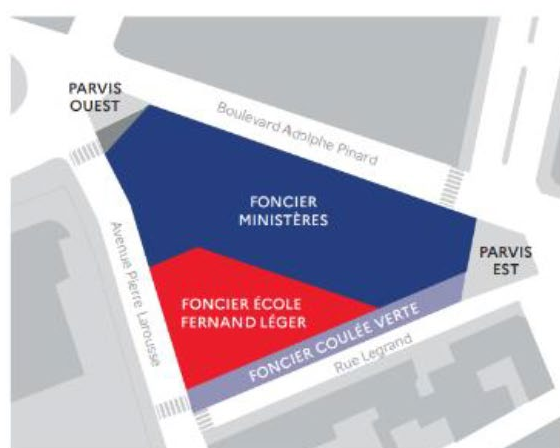 PARVIS
OUEST
Boulevard Adolphe Pinard
FONCIER
MINISTÈRES
PARVIS
EST
Avenue Pierre Larousse
FONCIER ÉCOLE
FERNAND LÉGER
FONCIER COULÉE VERTE
Rue Legrand